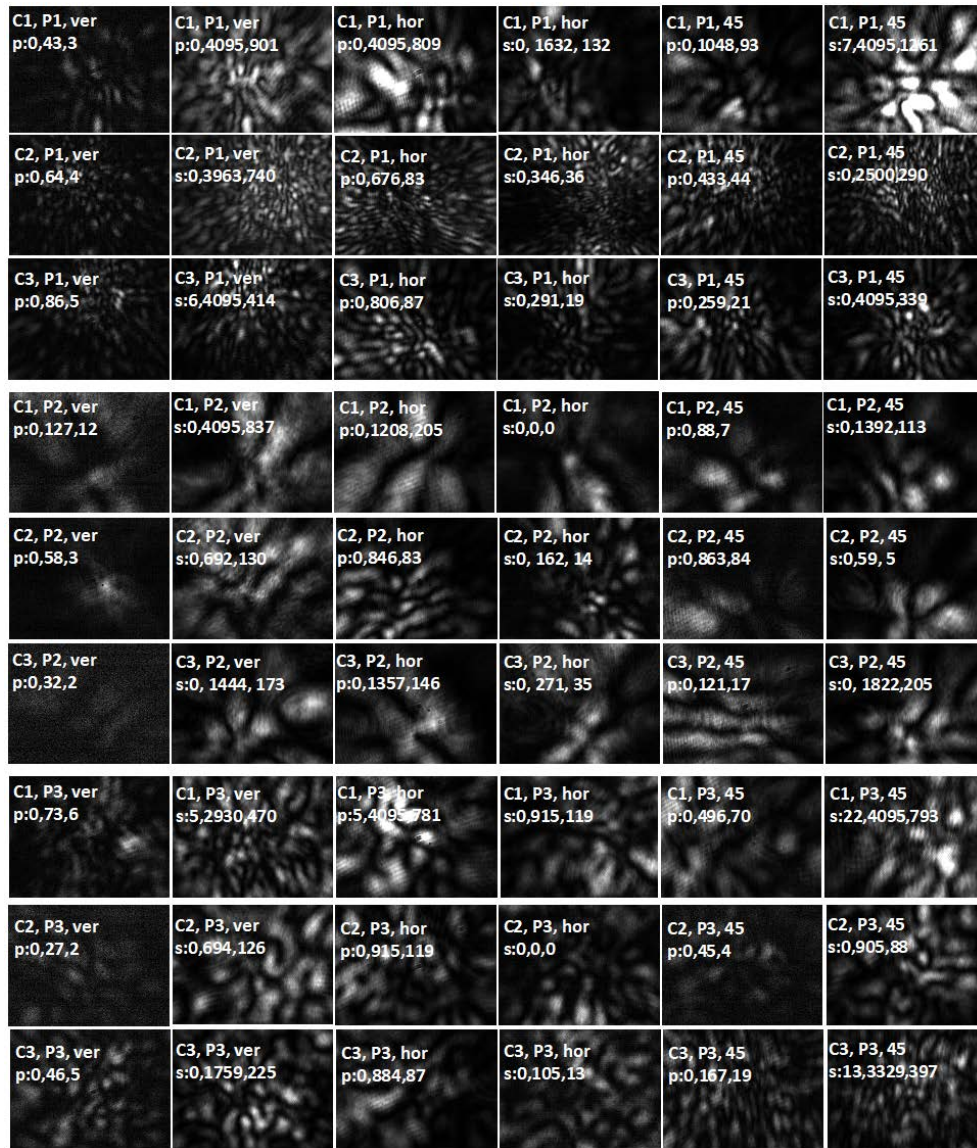 C1, P1, ver
p:0,43,3
C1, P1, ver
p:0,4095,901
C1, P1, hor
p:0,4095,809
C1, P1, hor
s:0, 1632, 132
C1, P1, 45
p:0,1048,93
C1, P1, 45
s:7,4095,1261
C2, P1, ver
p:0,64,4
C2, P1, ver
s:0,3963,740
C2, P1, hor
p:0,676,83
C2, P1, hor
s:0,346,36
C2, P1, 45
p:0,433,44
C2, P1, 45
s:0,2500,290
C3, P1, ver
p:0,86,5
C3, P1, ver
s:6,4095,414
C3, P1, hor
p:0,806,87
C3, P1, hor
s:0,291,19
C3, P1, 45
p:0,259,21
C3, P1, 45
s:0,4095,339
C1, P2, ver
p:0,127,12
C1, P2, ver
s:0,4095,837
C1, P2, hor
p:0,1208,205
C1, P2, hor
s:0,0,0
C1, P2, 45
p:0,88,7
C1, P2, 45
s:0,1392,113
C2, P2, ver
p:0,58,3
C2, P2, ver
s:0,692,130
C2, P2, hor
p:0,846,83
C2, P2, hor
s:0, 162, 14
C2, P2, 45
p:0,863,84
C2, P2, 45
s:0,59, 5
C3, P2, ver
p:0,32,2
C3, P2, ver
s:0, 1444, 173
C3, P2, hor
p:0,1357,146
C3, P2, hor
s:0, 271, 35
C3, P2, 45
p:0,121,17
C3, P2, 45
s:0, 1822,205
C1, P3, ver
p:0,73,6
C1, P3, ver
s:5,2930,470
C1, P3, hor
p:5,4095,781
C1, P3, hor
s:0,915,119
C1, P3, 45
p:0,496,70
C1, P3, 45
s:22,4095,793
C2, P3, ver
p:0,27,2
C2, P3, ver
s:0,694,126
C2, P3, hor
p:0,915,119
C2, P3, hor
s:0,0,0
C2, P3, 45
p:0,45,4
C2, P3, 45
s:0,905,88
C3, P3, ver
p:0,46,5
C3, P3, ver
s:0,1759,225
C3, P3, hor
p:0,884,87
C3, P3, hor
s:0,105,13
C3, P3, 45
p:0,167,19
C3, P3, 45
s:13,3329,397